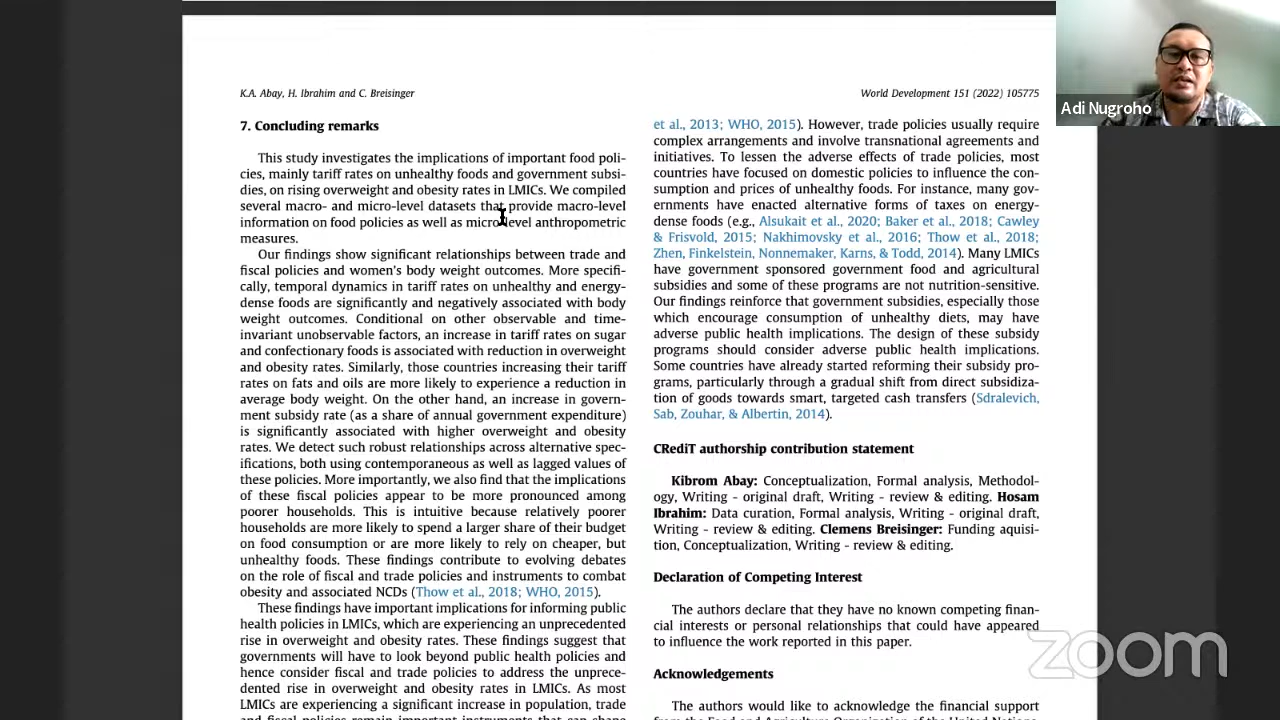 K.A. Abay, H. Ibrahim and C. Breisinger
World Development 151 (2022) 105775
7. Concluding remarks
This study investigates the implications of important food poli-
cies, mainly tariff rates on unhealthy foods and government subsi-
dies, on rising overweight and obesity rates in LMICs. We compiled
several macro- and micro-level datasets that provide macro-level
information on food policies as well as micro-level anthropometric
measures.
Our findings show significant relationships between trade and
fiscal policies and women's body weight outcomes. More specifi-
cally, temporal dynamics in tariff rates on unhealthy and energy-
dense foods are significantly and negatively associated with body
weight outcomes. Conditional on other observable and time-
invariant unobservable factors, an increase in tariff rates on sugar
and confectionary foods is associated with reduction in overweight
and obesity rates. Similarly, those countries increasing their tariff
rates on fats and oils are more likely to experience a reduction in
average body weight. On the other hand, an increase in govern-
ment subsidy rate (as a share of annual government expenditure)
is significantly associated with higher overweight and obesity
rates. We detect such robust relationships across alternative spec-
ifications, both using contemporaneous as well as lagged values of
these policies. More importantly, we also find that the implications
of these fiscal policies appear to be more pronounced among
poorer households. This is intuitive because relatively poorer
households are more likely to spend a larger share of their budget
on food consumption or are more likely to rely on cheaper, but
unhealthy foods. These findings contribute to evolving debates
on the role of fiscal and trade policies and instruments to combat
obesity and associated NCDs (Thow et al., 2018; WHO, 2015).
These findings have important implications for informing public
health policies in LMICs, which are experiencing an unprecedented
rise in overweight and obesity rates. These findings suggest that
governments will have to look beyond public health policies and
hence consider fiscal and trade policies to address the unprece-
dented rise in overweight and obesity rates in LMICs. As most
LMICs are experiencing a significant increase in population, trade
and fiscal policies remain important instruments that can shape
et al., 2013; WHO, 2015). However, trade policies usually require
complex arrangements and involve transnational agreements and
initiatives. To lessen the adverse effects of trade policies, most
countries have focused on domestic policies to influence the con-
sumption and prices of unhealthy foods. For instance, many gov-
ernments have enacted alternative forms of taxes on energy-
dense foods (e.g., Alsukait et al., 2020; Baker et al., 2018; Cawley
& Frisvold, 2015; Nakhimovsky et al., 2016; Thow et al., 2018;
Zhen, Finkelstein, Nonnemaker, Karns, & Todd, 2014). Many LMICs
have government sponsored government food and agricultural
subsidies and some of these programs are not nutrition-sensitive.
Our findings reinforce that government subsidies, especially those
which encourage consumption of unhealthy diets, may have
adverse public health implications. The design of these subsidy
programs should consider adverse public health implications.
Some countries have already started reforming their subsidy pro-
grams, particularly through a gradual shift from direct subsidiza-
tion of goods towards smart, targeted cash transfers (Sdralevich,
Sab, Zouhar, & Albertin, 2014).
CRediT authorship contribution statement
Kibrom Abay: Conceptualization, Formal analysis, Methodol-
ogy, Writing - original draft, Writing - review & editing. Hosam
Ibrahim: Data curation, Formal analysis, Writing - original draft,
Writing - review & editing. Clemens Breisinger: Funding aquisi-
tion, Conceptualization, Writing - review & editing.
Declaration of Competing Interest
The authors declare that they have no known competing finan-
cial interests or personal relationships that could have appeared
to influence the work reported in this paper.
Acknowledgements
The authors would like to acknowledge the financial support
from the Food and Agriculture Organization of the United Nations
Adi Nugroho
zoom